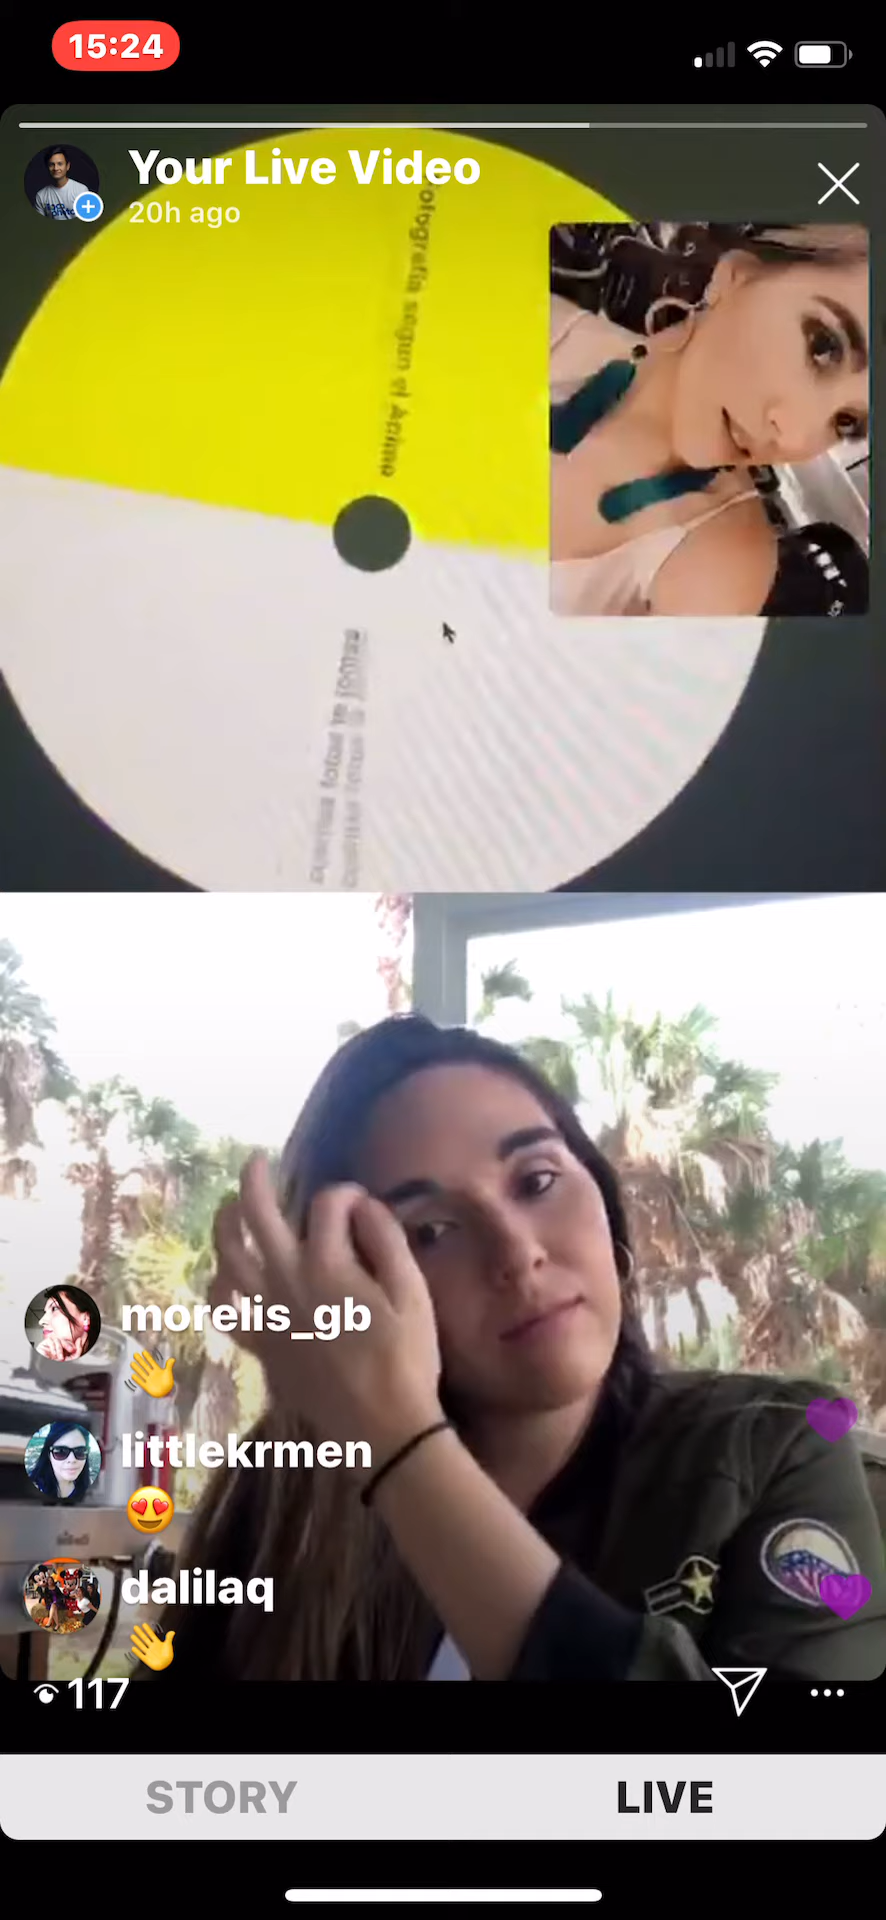 15:24
Your Live Video
20h ago
Fotografía según el Ánimo
morelis_gb
👋
littlekrmen
😍
dalilaq
👋
117
STORY
LIVE